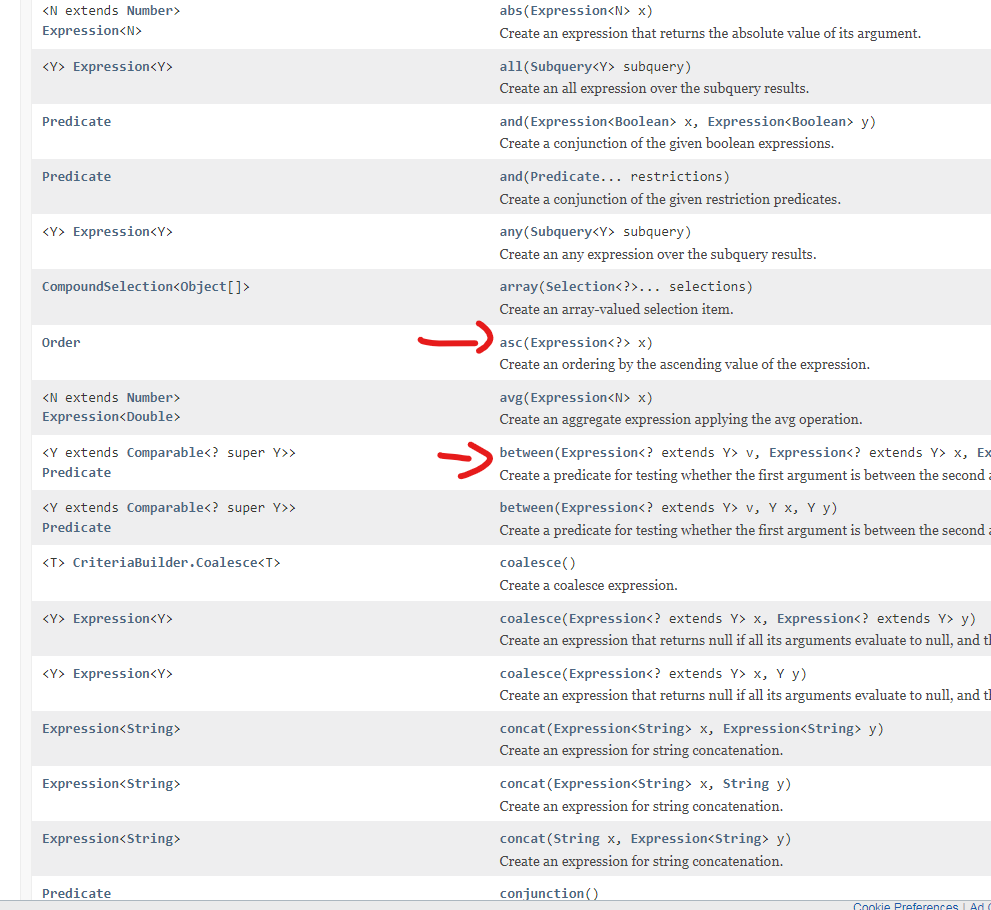 <N extends Number>
Expression<N>
abs(Expression<N> x)
Create an expression that returns the absolute value of its argument.
<Y> Expression<Y>
all(Subquery<Y> subquery)
Create an all expression over the subquery results.
Predicate
and(Expression<Boolean> x, Expression<Boolean> y)
Create a conjunction of the given boolean expressions.
Predicate
and(Predicate... restrictions)
Create a conjunction of the given restriction predicates.
<Y> Expression<Y>
any(Subquery<Y> subquery)
Create an any expression over the subquery results.
CompoundSelection<Object[]>
array(Selection<?>... selections)
Create an array-valued selection item.
Order
asc(Expression<?> x)
Create an ordering by the ascending value of the expression.
<N extends Number>
Expression<Double>
avg(Expression<N> x)
Create an aggregate expression applying the avg operation.
<Y extends Comparable<? super Y>>
Predicate
between(Expression<? extends Y> v, Expression<? extends Y> x, Ex
Create a predicate for testing whether the first argument is between the second a
<Y extends Comparable<? super Y>>
Predicate
between(Expression<? extends Y> v, Y x, Y y)
Create a predicate for testing whether the first argument is between the second a
<T> CriteriaBuilder.Coalesce<T>
coalesce()
Create a coalesce expression.
<Y> Expression<Y>
coalesce(Expression<? extends Y> x, Expression<? extends Y> y)
Create an expression that returns null if all its arguments evaluate to null, and th
<Y> Expression<Y>
coalesce(Expression<? extends Y> x, Y y)
Create an expression that returns null if all its arguments evaluate to null, and th
Expression<String>
concat(Expression<String> x, Expression<String> y)
Create an expression for string concatenation.
Expression<String>
concat(Expression<String> x, String y)
Create an expression for string concatenation.
Expression<String>
concat(String x, Expression<String> y)
Create an expression for string concatenation.
Predicate
conjunction()
Cookie Preferences | Ad C